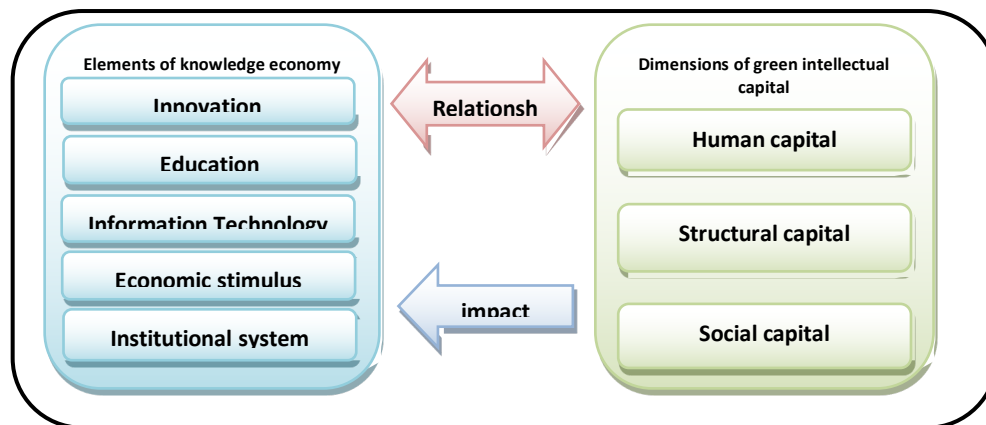 Elements of knowledge economy
Innovation
Education
Information Technology
Economic stimulus
Institutional system
Relationsh
impact
Dimensions of green intellectual
capital
Human capital
Structural capital
Social capital